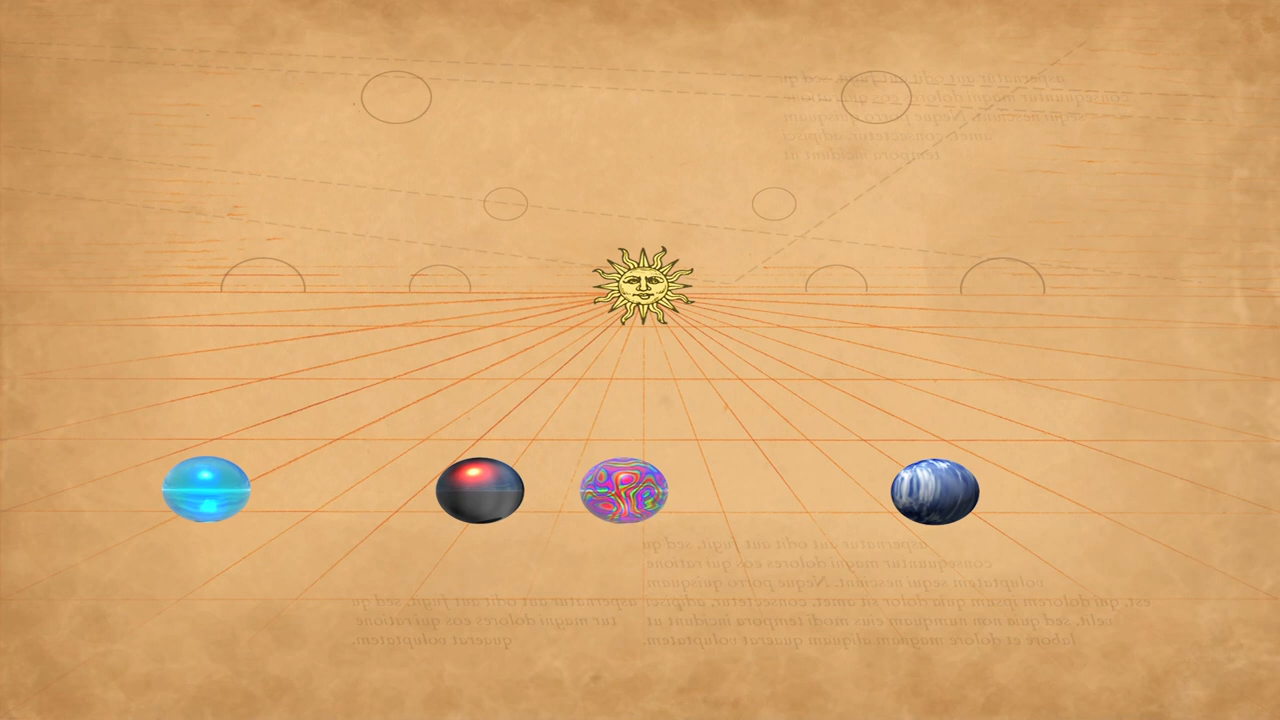 aspernatur aut odit aut fugit, sed qu
consequuntur magni dolores eos qui ratione
sequi nesciunt. Neque porro quisquam
amet, consectetur, adipisci
tempora incidunt ut
aspernatur aut odit aut fugit, sed qu
consequuntur magni dolores eos qui ratione
voluptatem sequi nesciunt. Neque porro quisquam
est, qui dolorem ipsum quia dolor sit amet, consectetur, adipisci
velit, sed quia non numquam eius modi tempora incidunt ut
labore et dolore magnam aliquam quaerat voluptatem.
aspernatur aut odit aut fugit, sed qu
tur magni dolores eos qui ratione
quaerat voluptatem.